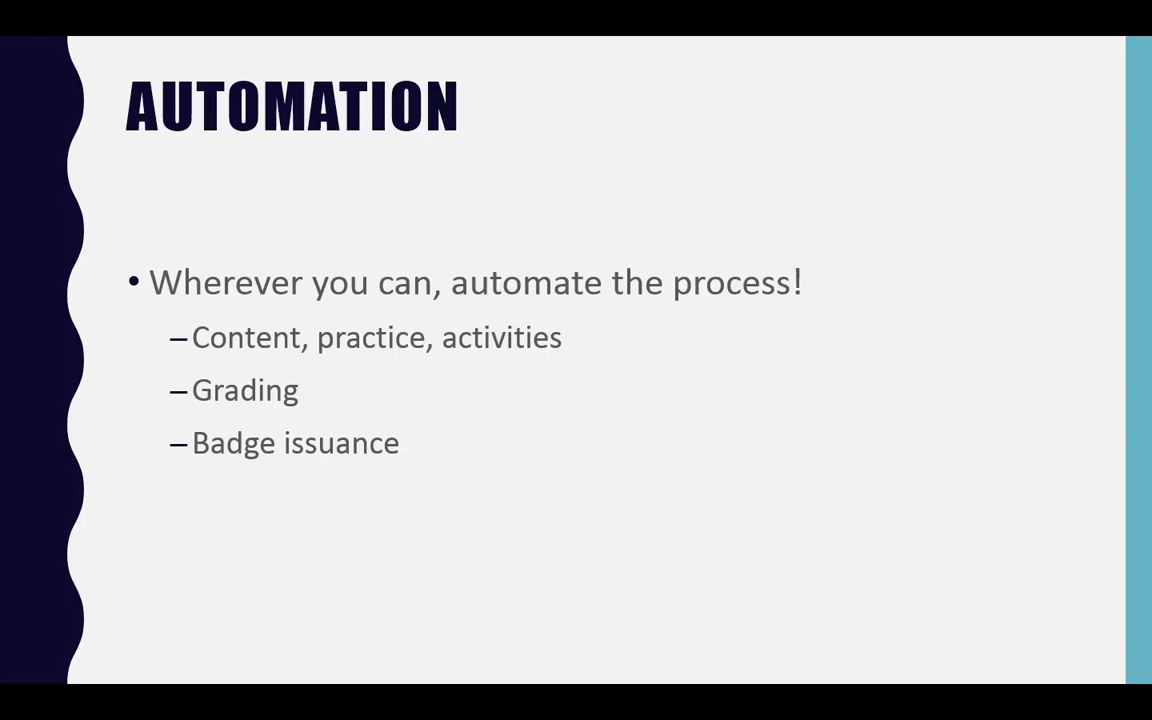 AUTOMATION
• Wherever you can, automate the process!
– Content, practice, activities
– Grading
– Badge issuance